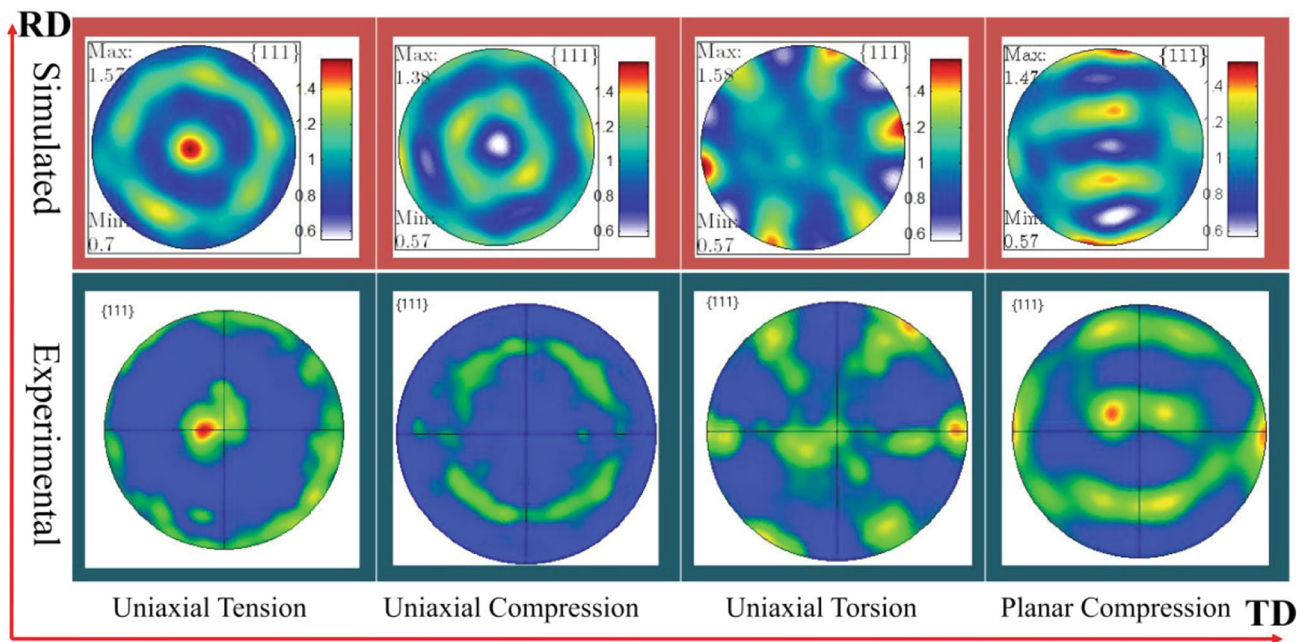 RD
Simulated
Max:
1.57
{111}
1.4
1.2
1
0.8
0.6
Min:
0.7
Max:
1.38
{111}
1.4
1.2
1
0.8
0.6
Min:
0.57
Max:
1.58
{111}
1.4
1.2
1
0.8
0.6
Min:
0.57
Max:
1.47
{111}
1.4
1.2
1
0.8
0.6
Min:
0.57
Experimental
{111}
{111}
{111}
{111}
Uniaxial Tension
Uniaxial Compression
Uniaxial Torsion
Planar Compression
TD